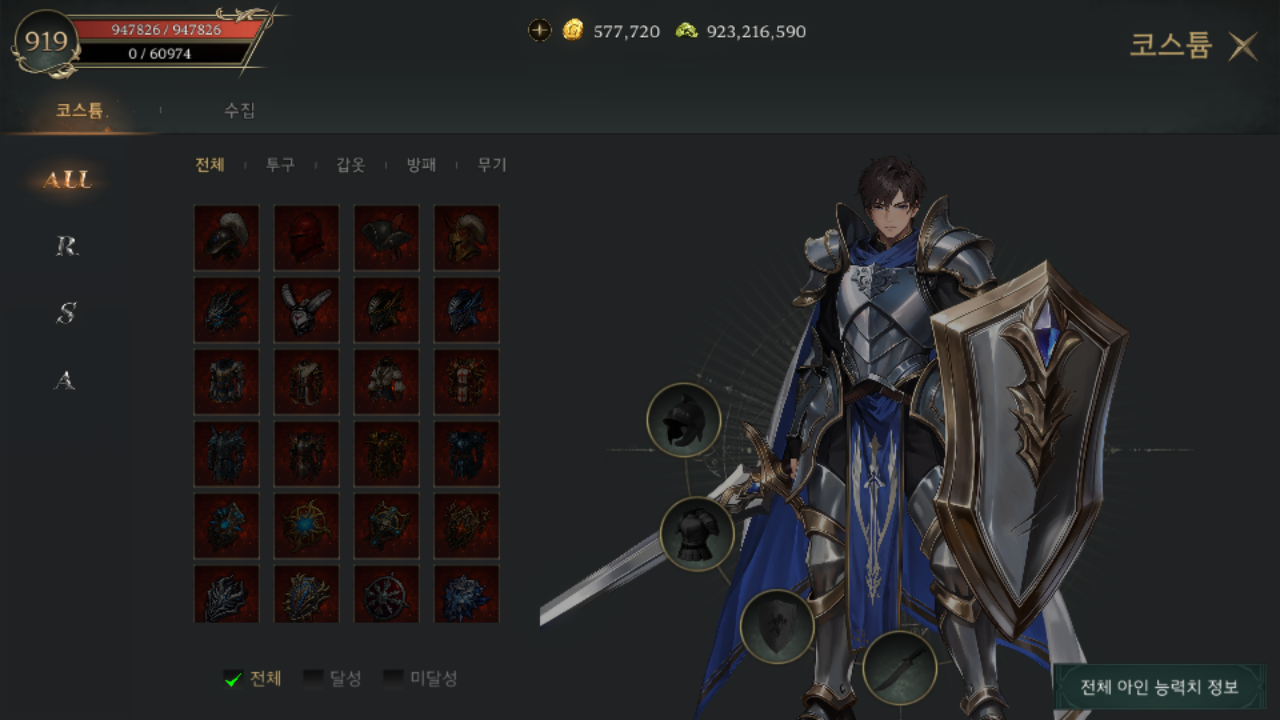 919
947826 / 947826
0 / 60974
577,720
923,216,590
코스튬
코스튬
수집
ALL
R
S
A
전체
투구
갑옷
방패
무기
전체
달성
미달성
전체 아인 능력치 정보